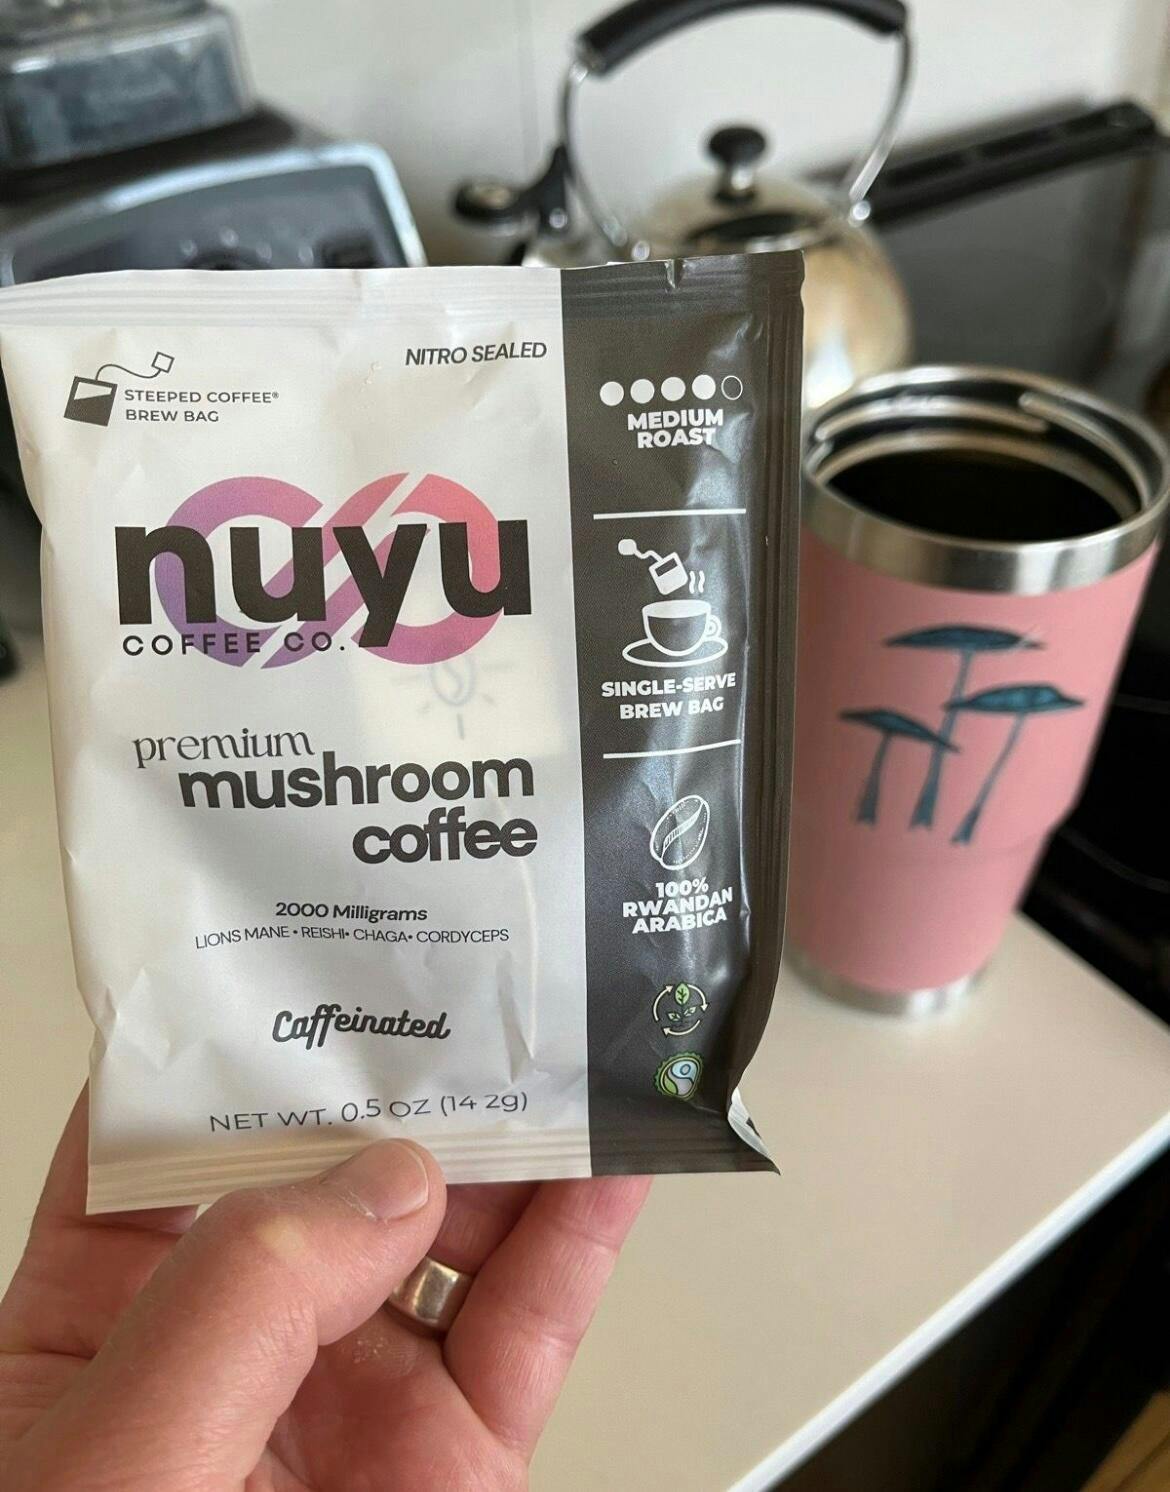 STEEPED COFFEE®
BREW BAG
NITRO SEALED
nuyu
COFFEE CO.
premium
mushroom
coffee
2000 Milligrams
LIONS MANE • REISHI• CHAGA• CORDYCEPS
Caffeinated
NET WT. 0.5 OZ (14 2g)
MEDIUM
ROAST
SINGLE-SERVE
BREW BAG
100%
RWANDAN
ARABICA